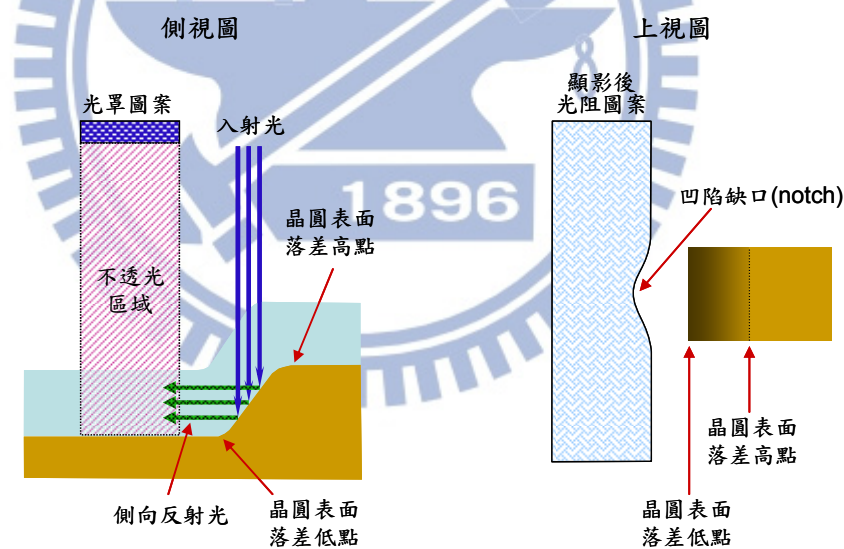 側視圖
上視圖
光罩圖案
入射光
1896
晶圓表面
落差高點
不透光
區域
側向反射光
晶圓表面
落差低點
顯影後
光阻圖案
凹陷缺口(notch)
晶圓表面
落差高點
晶圓表面
落差低點